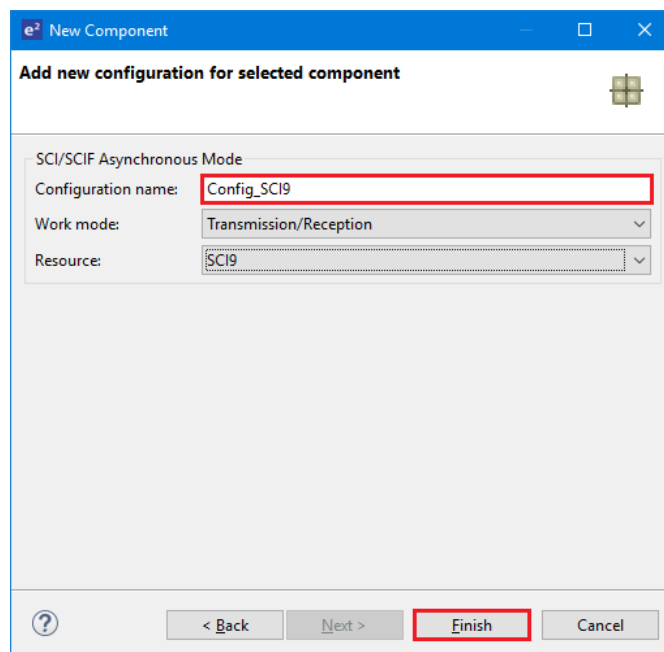 e² New Component
Add new configuration for selected component
SCI/SCIF Asynchronous Mode
Configuration name: Config_SCI9
Work mode: Transmission/Reception
Resource: SCI9
? < Back Next > Finish Cancel